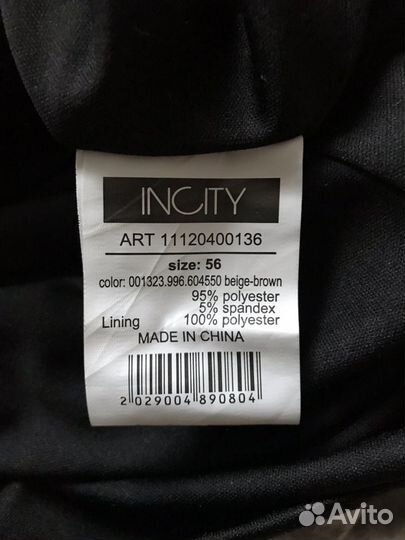 INCITY
ART 11120400136
size: 56
color: 001323.996.604550 beige-brown
95% polyester
5% spandex
Lining 100% polyester
MADE IN CHINA
2 029004 890804
Avito